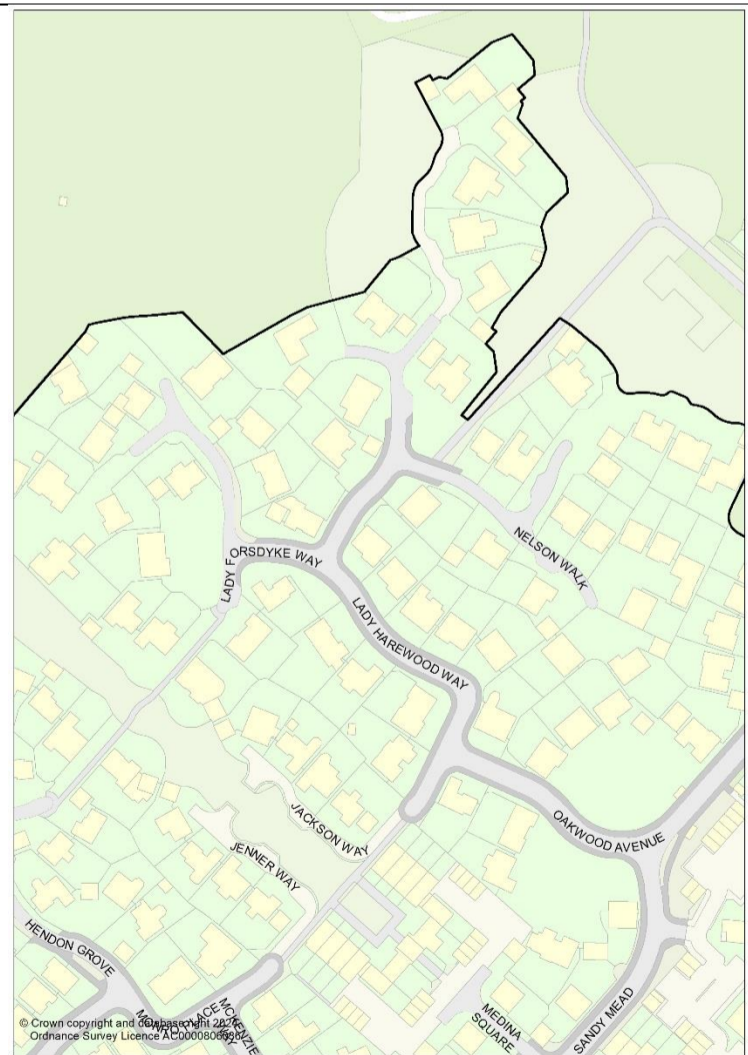 LADY FORSDYKE WAY
NELSON WALK
LADY HAREWOOD WAY
JACKSON WAY
OAKWOOD AVENUE
JENNER WAY
HENDON GROVE
PLACE
MEDINA
SQUARE
SANDY MEAD
© Crown copyright and database right
Ordnance Survey Licence